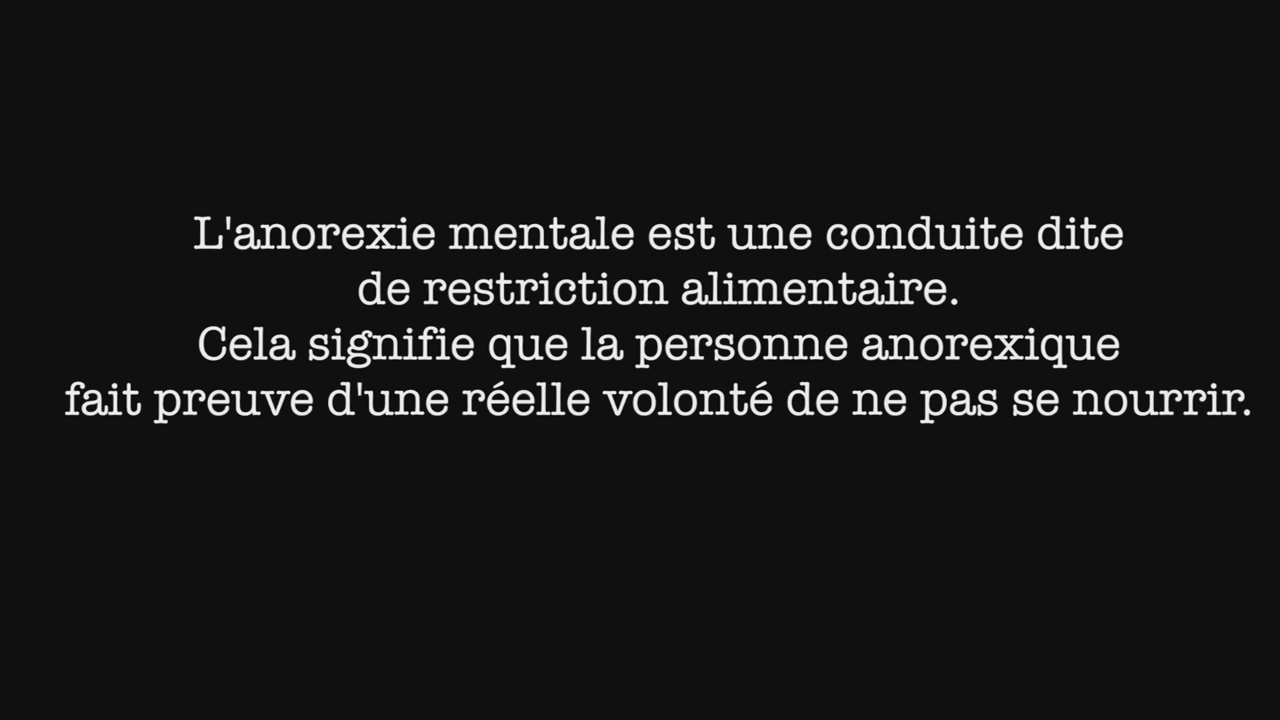 L'anorexie mentale est une conduite dite
de restriction alimentaire.
Cela signifie que la personne anorexique
fait preuve d'une réelle volonté de ne pas se nourrir.